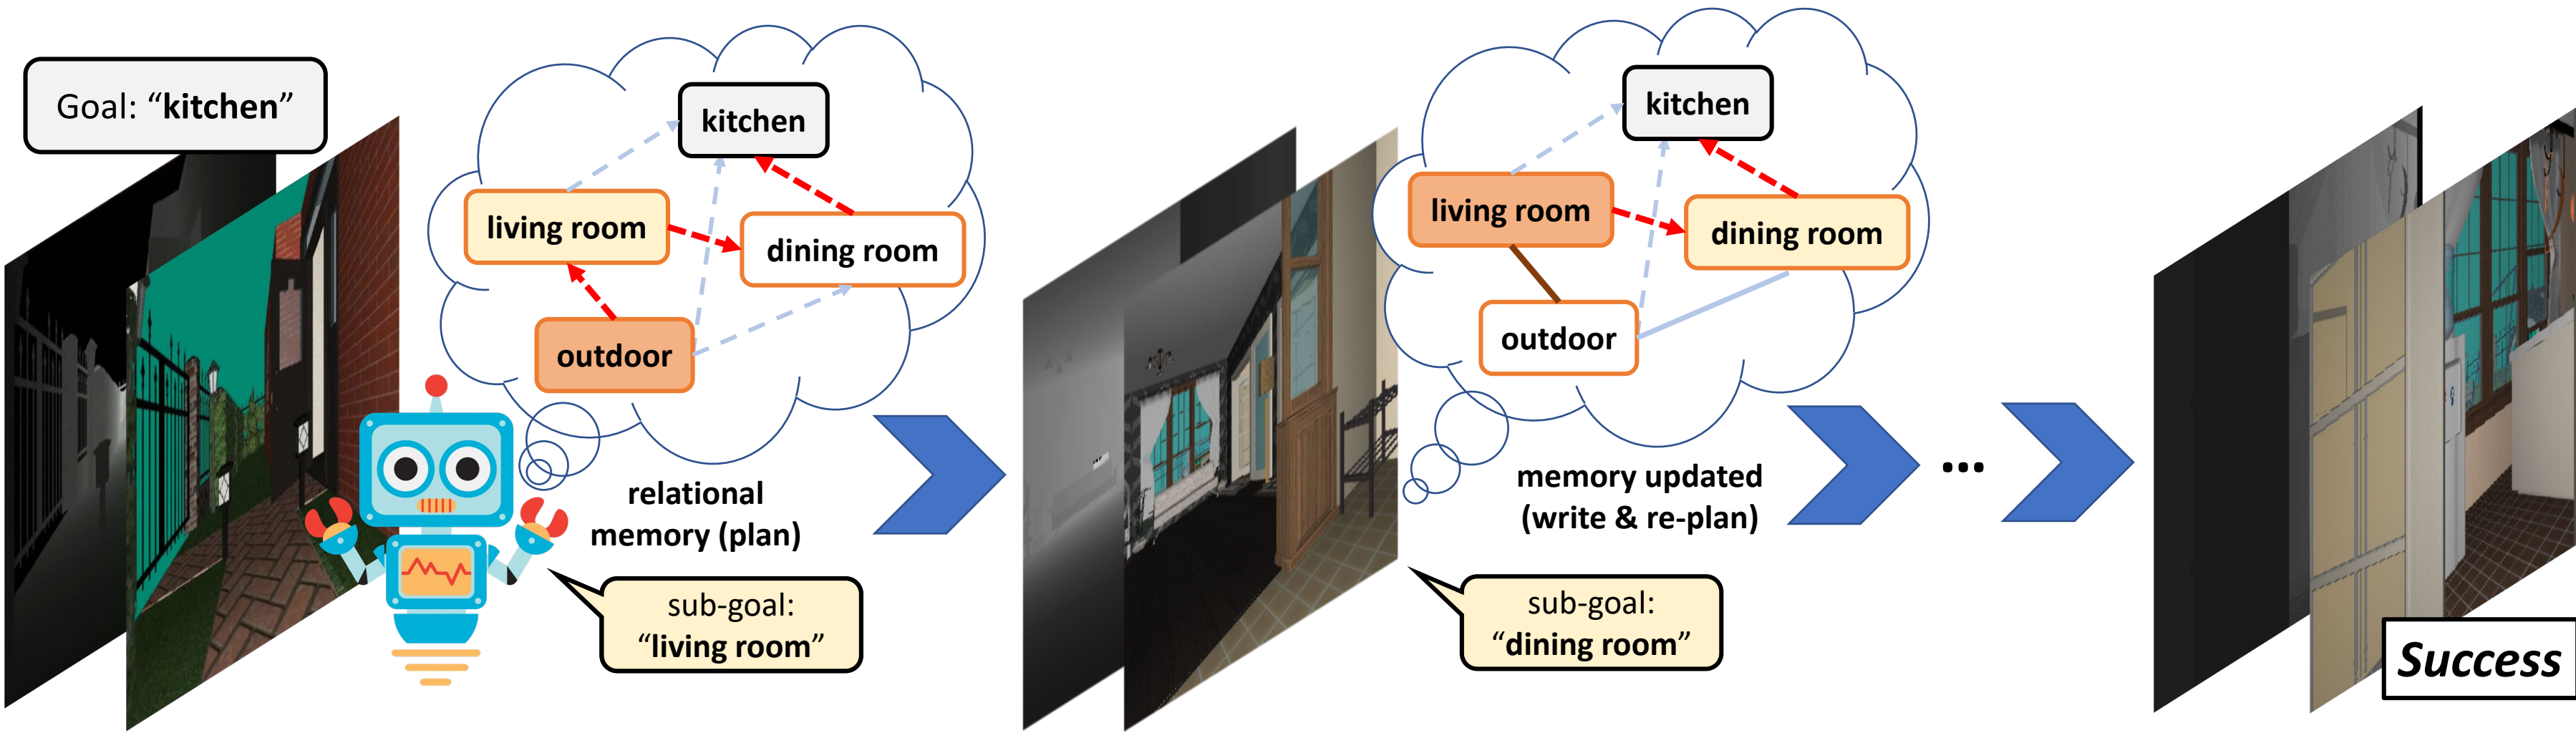 Goal: “kitchen”
kitchen
living room
dining room
outdoor
relational
memory (plan)
sub-goal:
“living room”
kitchen
living room
dining room
outdoor
memory updated
(write & re-plan)
sub-goal:
“dining room”
...
Success